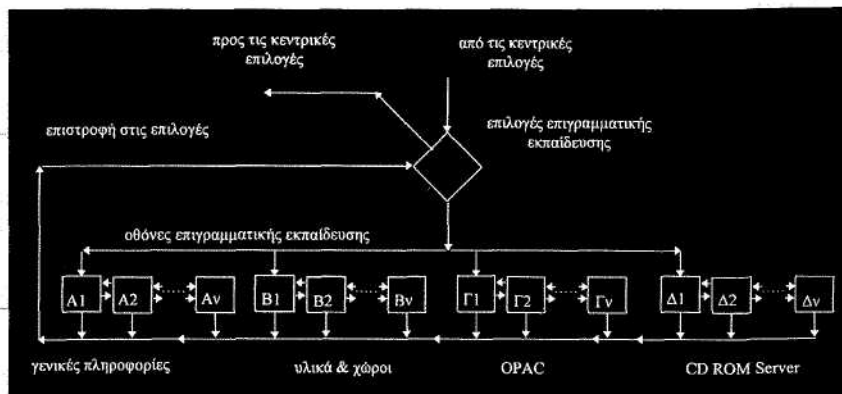 προς τις κεντρικές
επιλογές
από τις κεντρικές
επιλογές
επιστροφή στις επιλογές
επιλογές επιγραμματικής
εκπαίδευσης
οθόνες επιγραμματικής εκπαίδευσης
Α1 Α2 Αν Β1 Β2 Βν Γ1 Γ2 Γν Δ1 Δ2 Δν
γενικές πληροφορίες υλικά & χώροι OPAC CD ROM Server